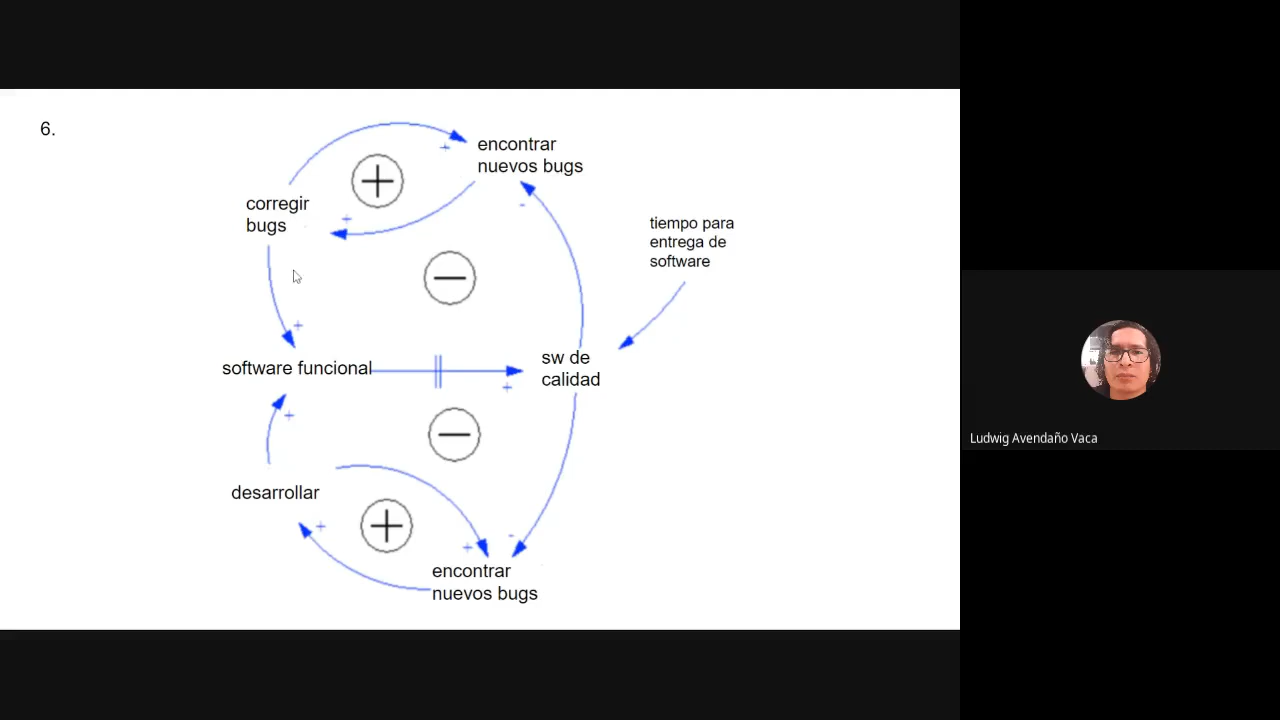 6.
encontrar
nuevos bugs
+
+
corregir
bugs
+
-
tiempo para
entrega de
software
−
+
software funcional
sw de
calidad
+
+
−
desarrollar
+
+
+
-
encontrar
nuevos bugs
Ludwig Avendaño Vaca